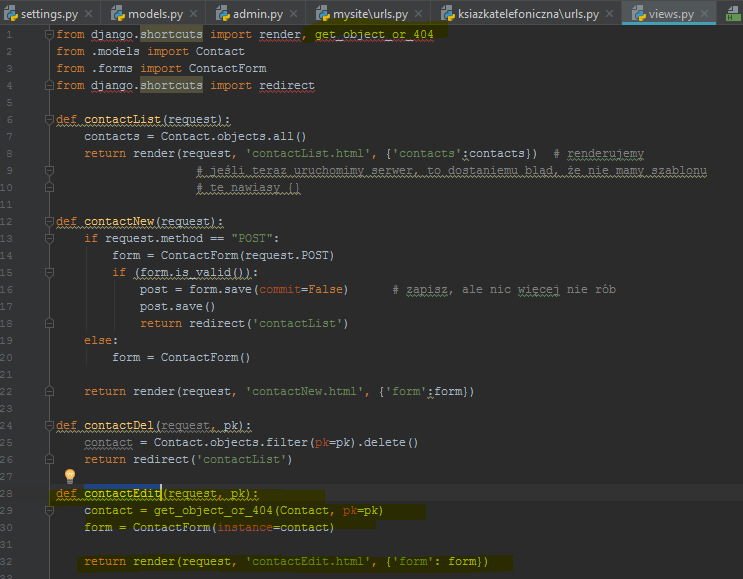 settings.py models.py admin.py mysite\urls.py ksiazkatelefoniczna\urls.py views.py
1 from django.shortcuts import render, get_object_or_404
2 from .models import Contact
3 from .forms import ContactForm
4 from django.shortcuts import redirect
5
6 def contactList(request):
7 contacts = Contact.objects.all()
8 return render(request, 'contactList.html', {'contacts':contacts}) # renderujemy
9 # jeśli teraz uruchomimy serwer, to dostaniemu błąd, że nie mamy szablonu
10 # te nawiasy {}
11
12 def contactNew(request):
13 if request.method == "POST":
14 form = ContactForm(request.POST)
15 if (form.is_valid()):
16 post = form.save(commit=False) # zapisz, ale nic więcej nie rób
17 post.save()
18 return redirect('contactList')
19 else:
20 form = ContactForm()
21
22 return render(request, 'contactNew.html', {'form':form})
23
24 def contactDel(request, pk):
25 contact = Contact.objects.filter(pk=pk).delete()
26 return redirect('contactList')
27
28 def contactEdit(request, pk):
29 contact = get_object_or_404(Contact, pk=pk)
30 form = ContactForm(instance=contact)
31
32 return render(request, 'contactEdit.html', {'form': form})